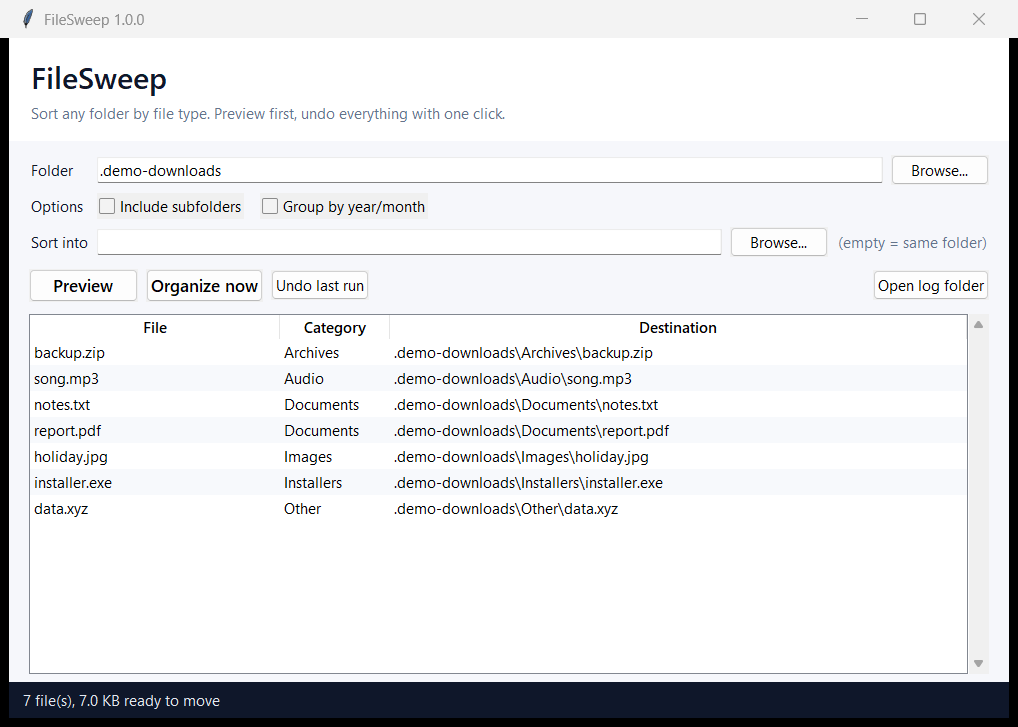 FileSweep 1.0.0
FileSweep
Sort any folder by file type. Preview first, undo everything with one click.
Folder .demo-downloads Browse...
Options Include subfolders Group by year/month
Sort into Browse... (empty = same folder)
Preview Organize now Undo last run Open log folder
File Category Destination
backup.zip Archives .demo-downloads\Archives\backup.zip
song.mp3 Audio .demo-downloads\Audio\song.mp3
notes.txt Documents .demo-downloads\Documents\notes.txt
report.pdf Documents .demo-downloads\Documents\report.pdf
holiday.jpg Images .demo-downloads\Images\holiday.jpg
installer.exe Installers .demo-downloads\Installers\installer.exe
data.xyz Other .demo-downloads\Other\data.xyz
7 file(s), 7.0 KB ready to move